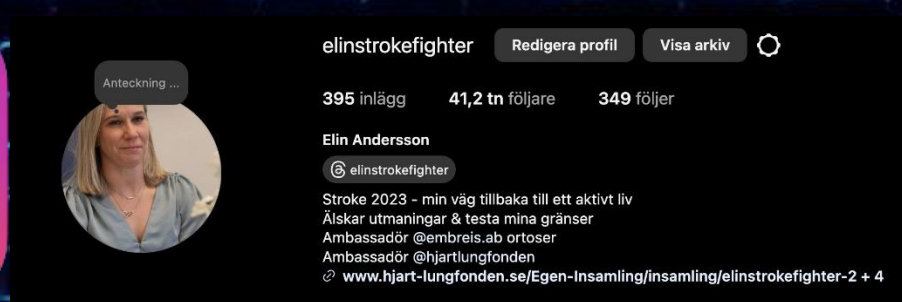 elinstrokefighter Redigera profil Visa arkiv
Anteckning ...
395 inlägg 41,2 tn följare 349 följer
Elin Andersson
elinstrokefighter
Stroke 2023 - min väg tillbaka till ett aktivt liv
Älskar utmaningar & testa mina gränser
Ambassadör @embreis.ab ortoser
Ambassadör @hjartlungfonden
www.hjart-lungfonden.se/Egen-Insamling/insamling/elinstrokefighter-2 + 4